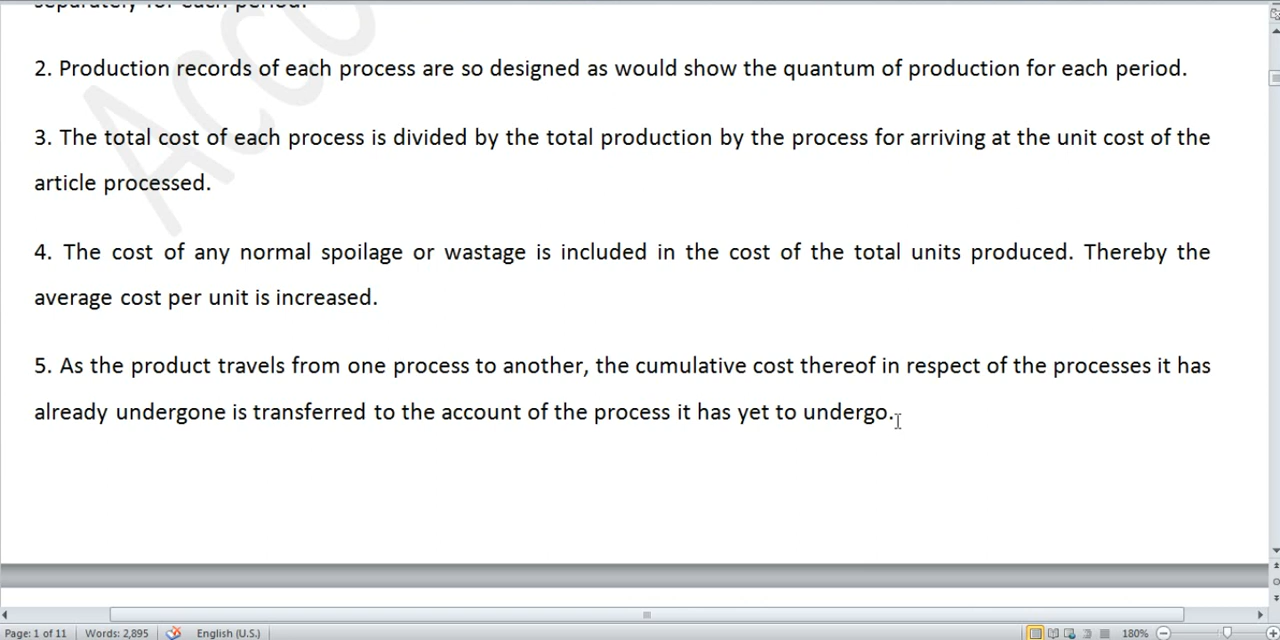 separately for each period.
2. Production records of each process are so designed as would show the quantum of production for each period.
3. The total cost of each process is divided by the total production by the process for arriving at the unit cost of the
article processed.
4. The cost of any normal spoilage or wastage is included in the cost of the total units produced. Thereby the
average cost per unit is increased.
5. As the product travels from one process to another, the cumulative cost thereof in respect of the processes it has
already undergone is transferred to the account of the process it has yet to undergo.
Acco
Page: 1 of 11 Words: 2,895 English (U.S.) 180%